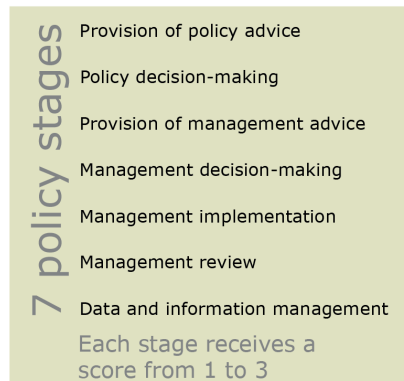 7 policy stages
Provision of policy advice
Policy decision-making
Provision of management advice
Management decision-making
Management implementation
Management review
Data and information management
Each stage receives a
score from 1 to 3